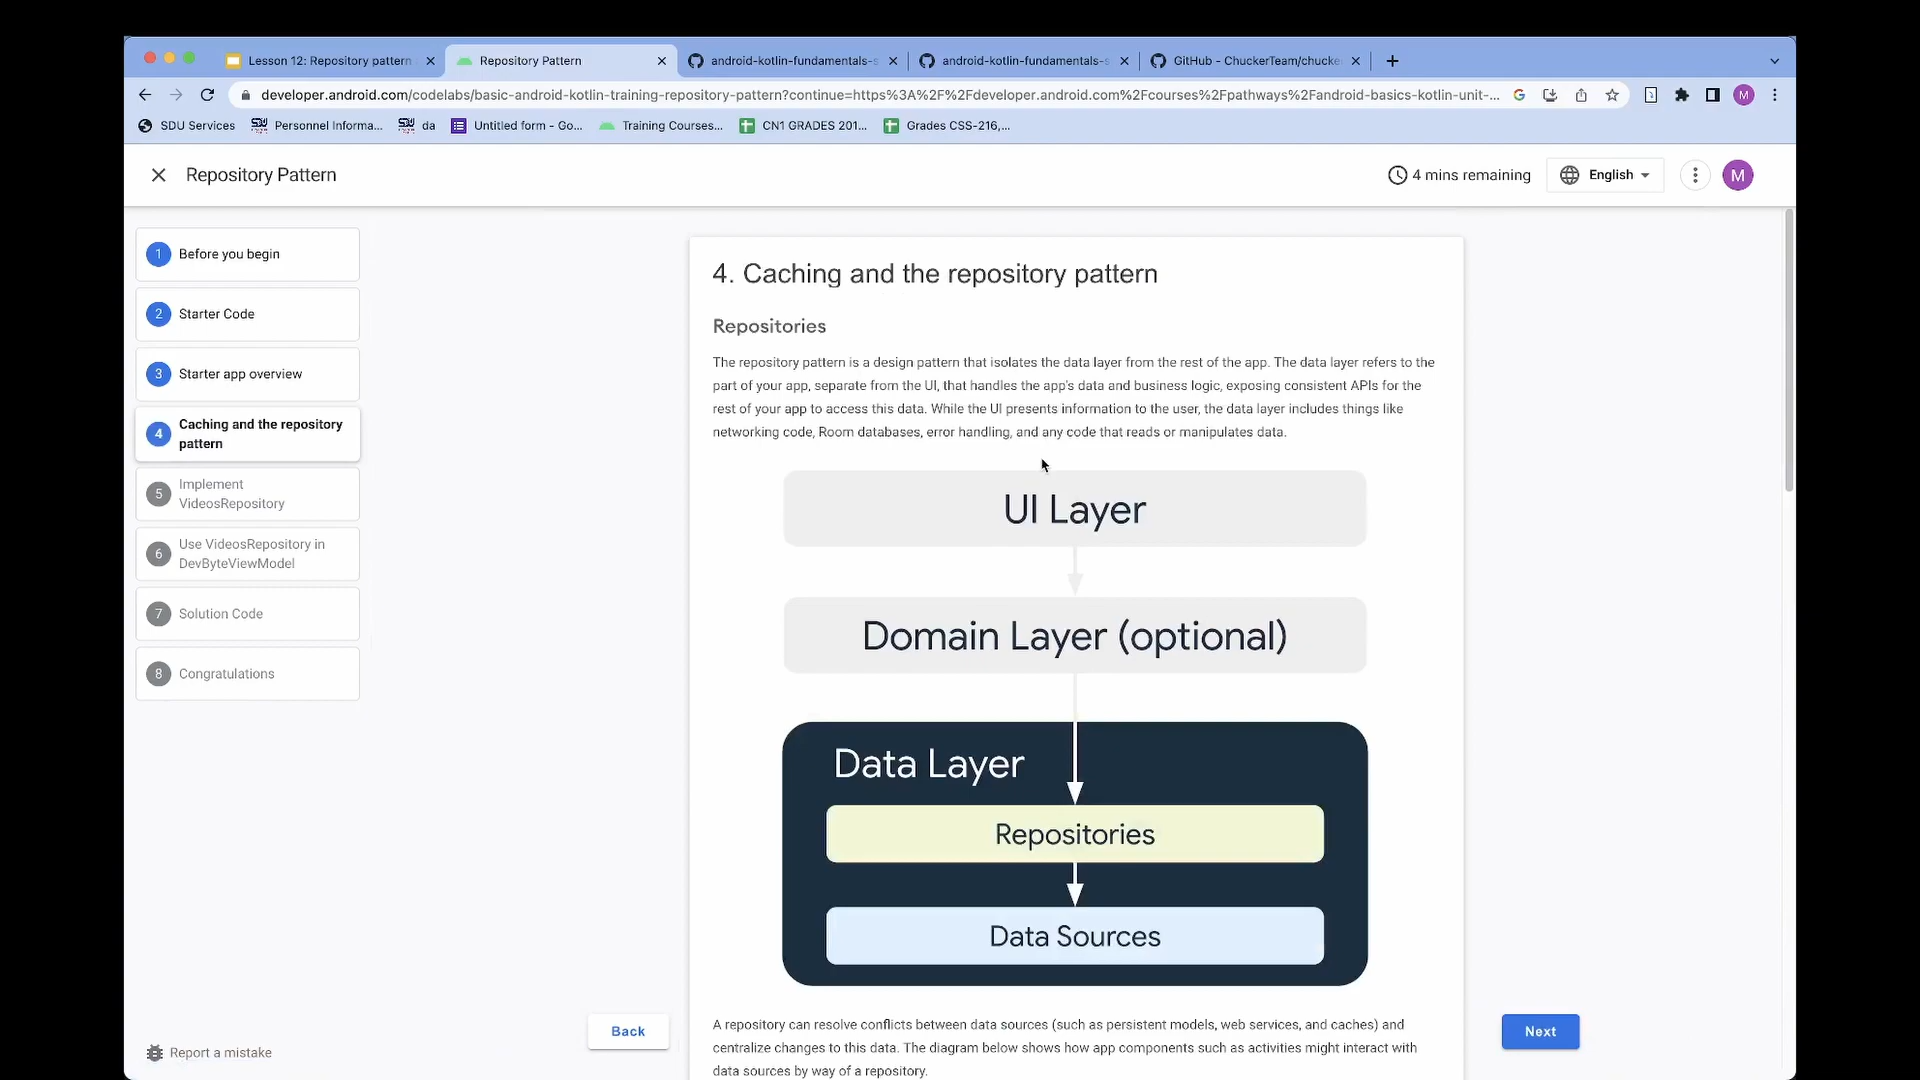 Lesson 12: Repository pattern
Repository Pattern
android-kotlin-fundamentals-s
android-kotlin-fundamentals-s
GitHub - ChuckerTeam/chucke
developer.android.com/codelabs/basic-android-kotlin-training-repository-pattern?continue=https%3A%2F%2Fdeveloper.android.com%2Fcourses%2Fpathways%2Fandroid-basics-kotlin-unit-...
M
SDU Services
Personnel Informa...
da
Untitled form - Go...
Training Courses...
CN1 GRADES 201...
Grades CSS-216,...
Repository Pattern
4 mins remaining
English
M
1 Before you begin
2 Starter Code
3 Starter app overview
4 Caching and the repository
pattern
5 Implement
VideosRepository
6 Use VideosRepository in
DevByteViewModel
7 Solution Code
8 Congratulations
4. Caching and the repository pattern
Repositories
The repository pattern is a design pattern that isolates the data layer from the rest of the app. The data layer refers to the
part of your app, separate from the UI, that handles the app's data and business logic, exposing consistent APIs for the
rest of your app to access this data. While the UI presents information to the user, the data layer includes things like
networking code, Room databases, error handling, and any code that reads or manipulates data.
UI Layer
Domain Layer (optional)
Data Layer
Repositories
Data Sources
A repository can resolve conflicts between data sources (such as persistent models, web services, and caches) and
centralize changes to this data. The diagram below shows how app components such as activities might interact with
data sources by way of a repository.
Back
Next
Report a mistake